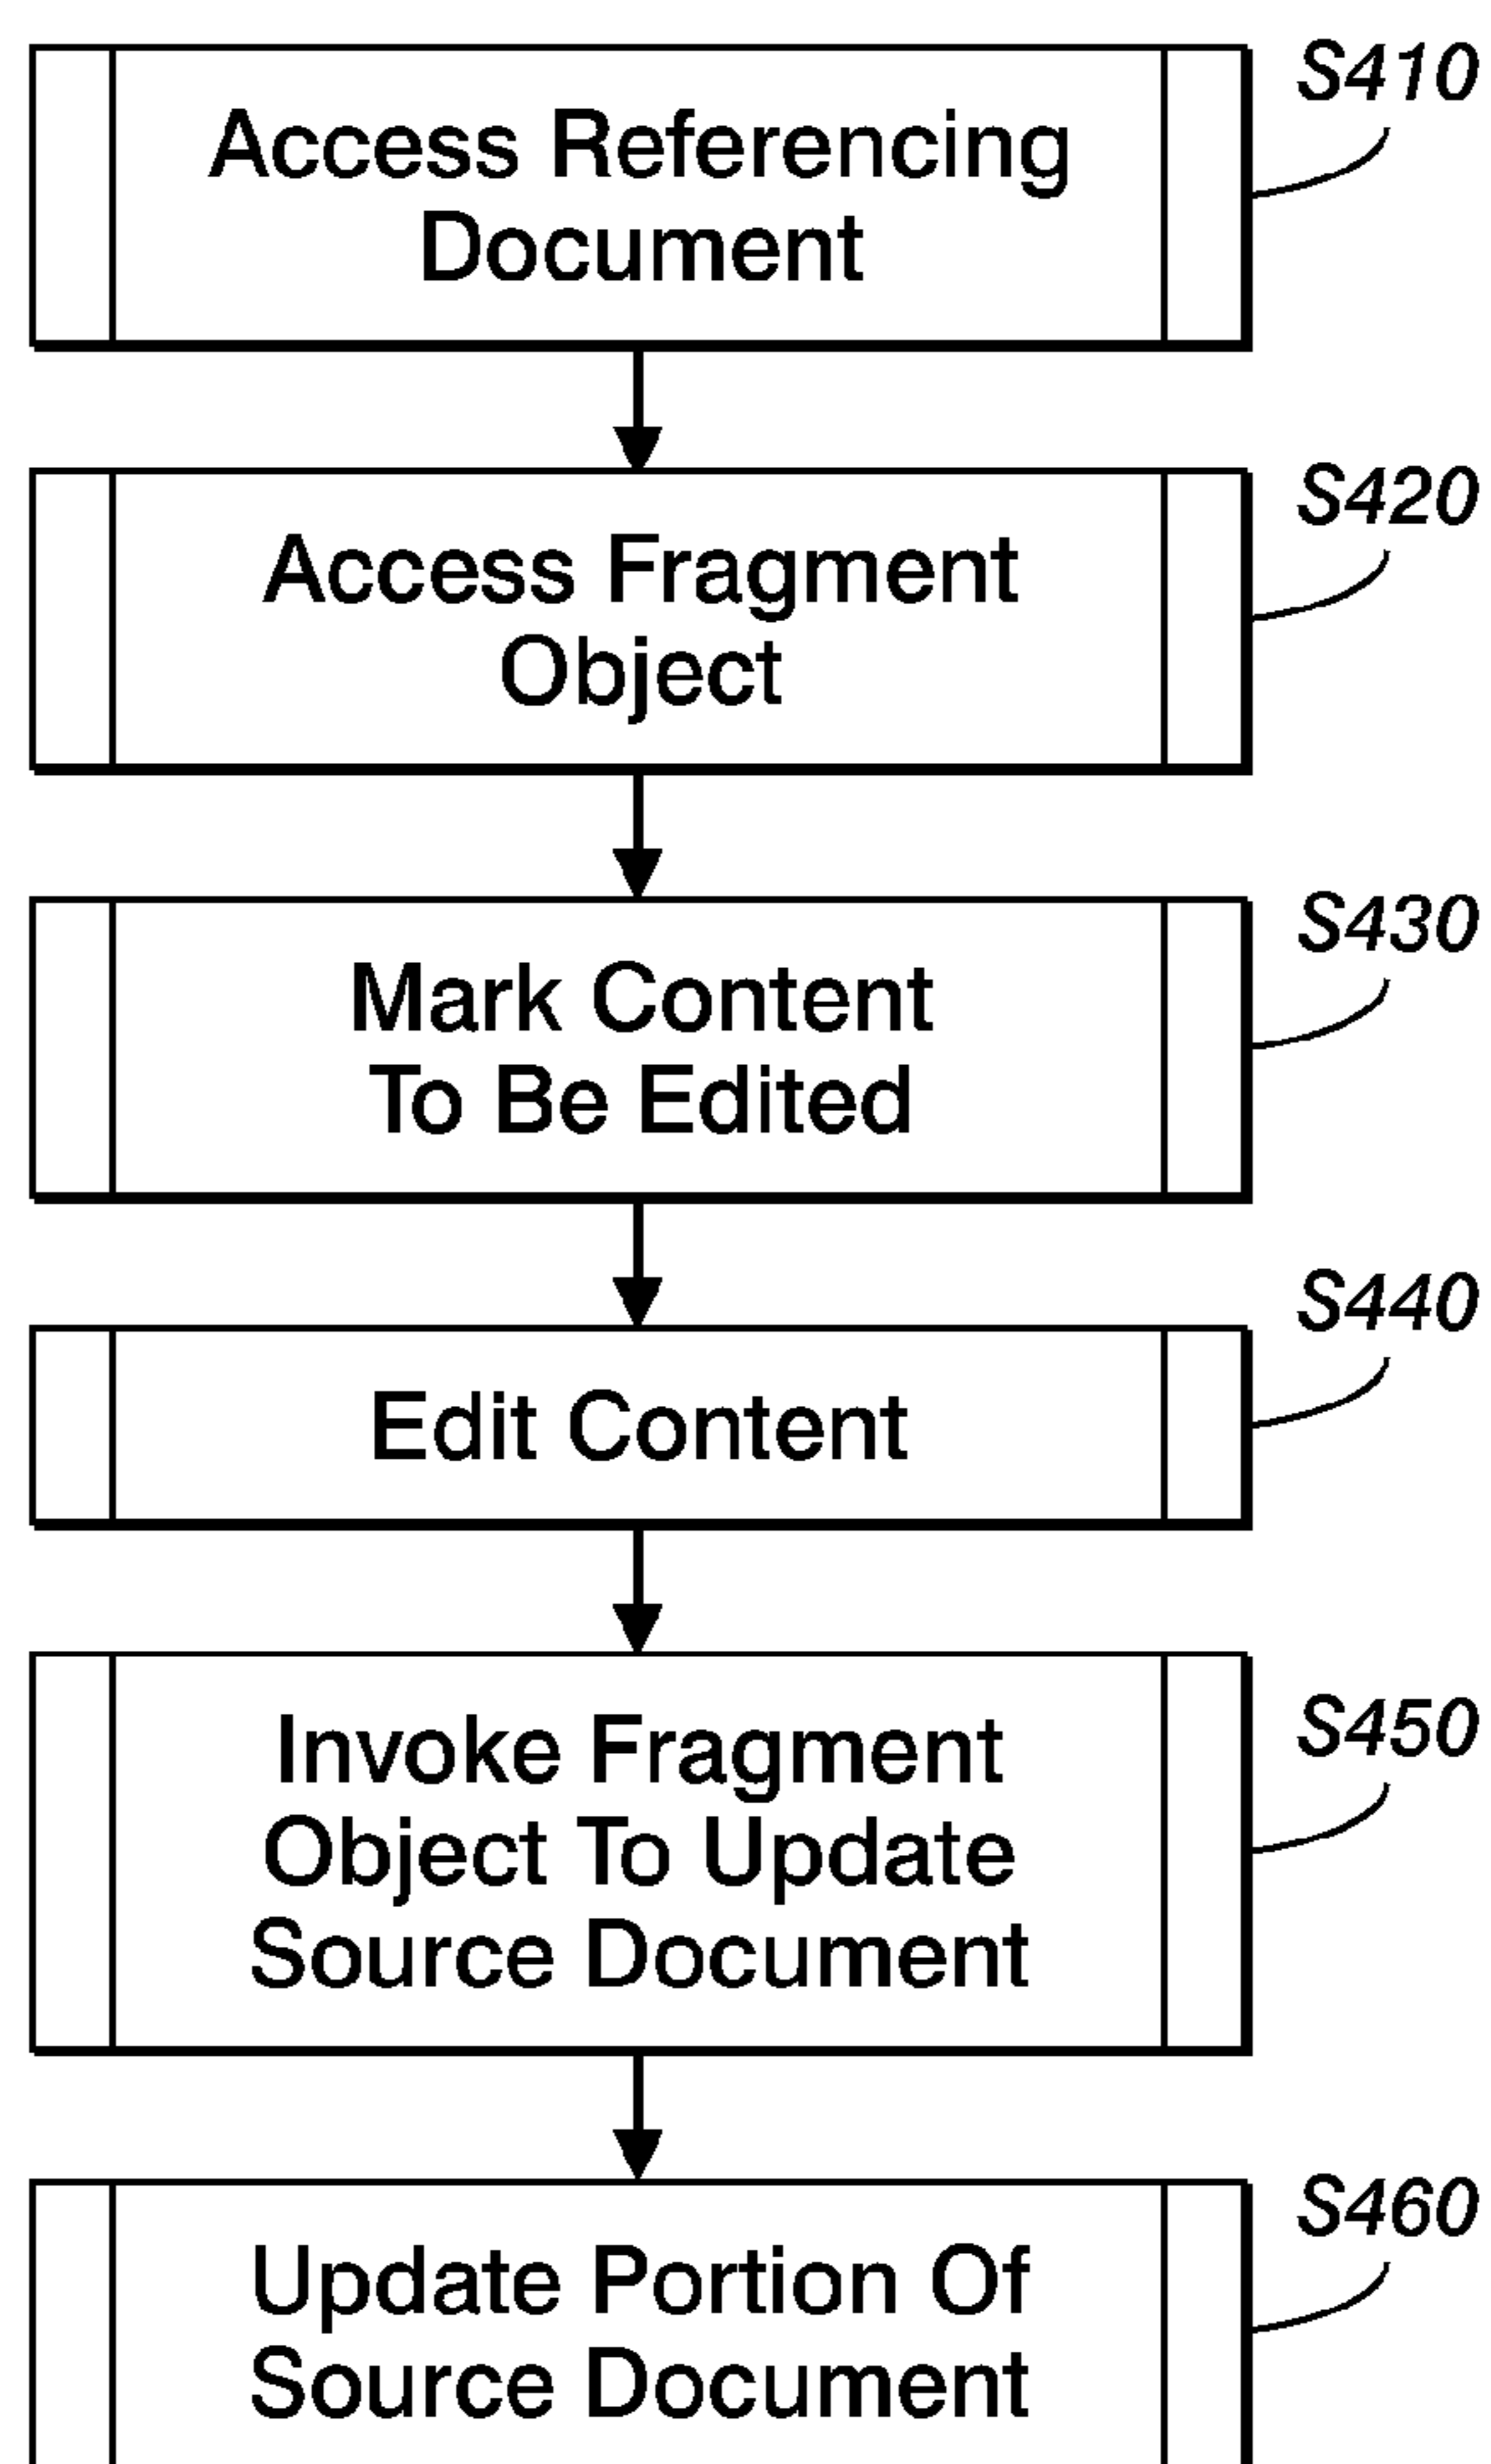 S410
Access Referencing
Document
S420
Access Fragment
Object
S430
Mark Content
To Be Edited
S440
Edit Content
S450
Invoke Fragment
Object To Update
Source Document
S460
Update Portion Of
Source Document